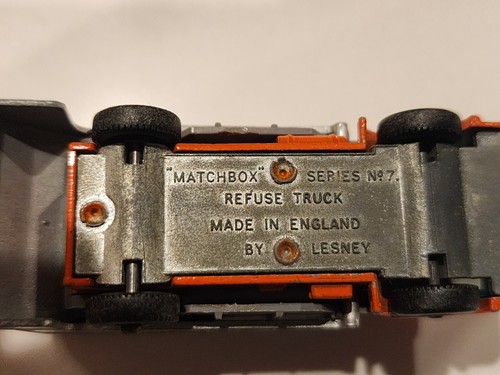 "MATCHBOX" SERIES Nº 7.
REFUSE TRUCK
MADE IN ENGLAND
BY LESNEY